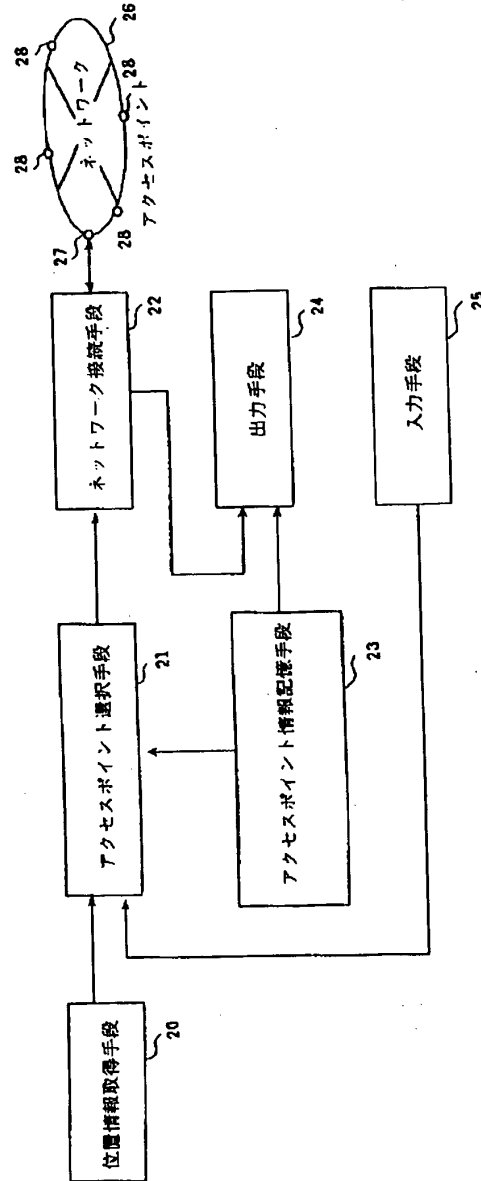 位置情報取得手段
20
アクセスポイント選択手段
21
ネットワーク接続手段
22
アクセスポイント情報記憶手段
23
出力手段
24
入力手段
25
ネットワーク
26
アクセスポイント
27
28
28
28
28